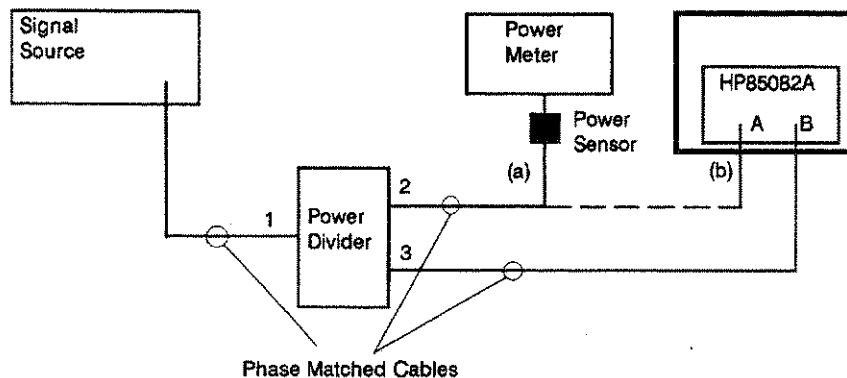 Signal
Source
Power
Meter
HP85082A
A B
Power
Sensor
(a)
(b)
1
Power
Divider
2
3
Phase Matched Cables